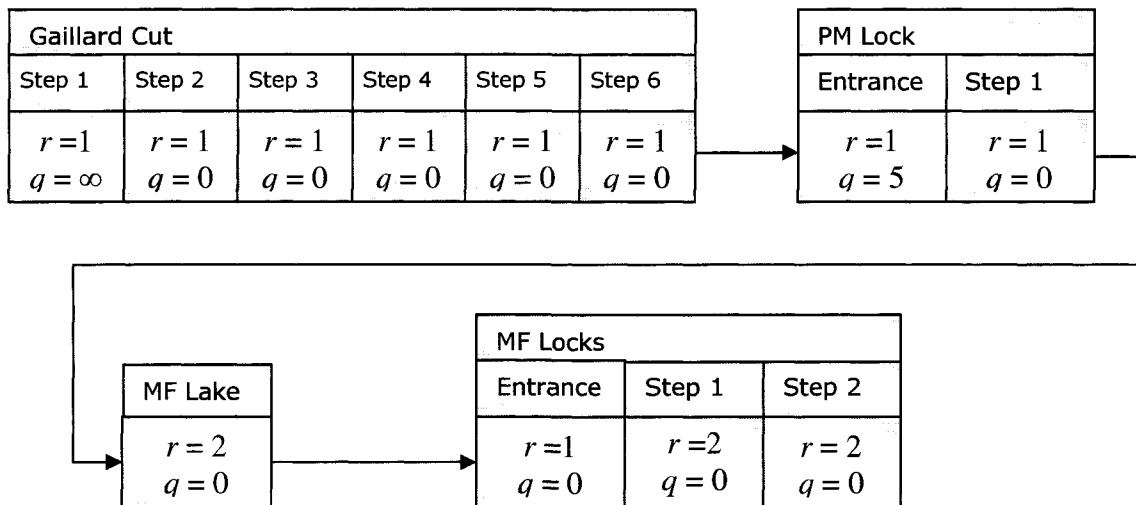 Gaillard Cut
Step 1 Step 2 Step 3 Step 4 Step 5 Step 6
r =1 r = 1 r = 1 r = 1 r = 1 r = 1
q = ∞ q = 0 q = 0 q = 0 q = 0 q = 0
PM Lock
Entrance Step 1
r =1 r = 1
q = 5 q = 0
MF Lake
r = 2
q = 0
MF Locks
Entrance Step 1 Step 2
r =1 r =2 r = 2
q = 0 q = 0 q = 0